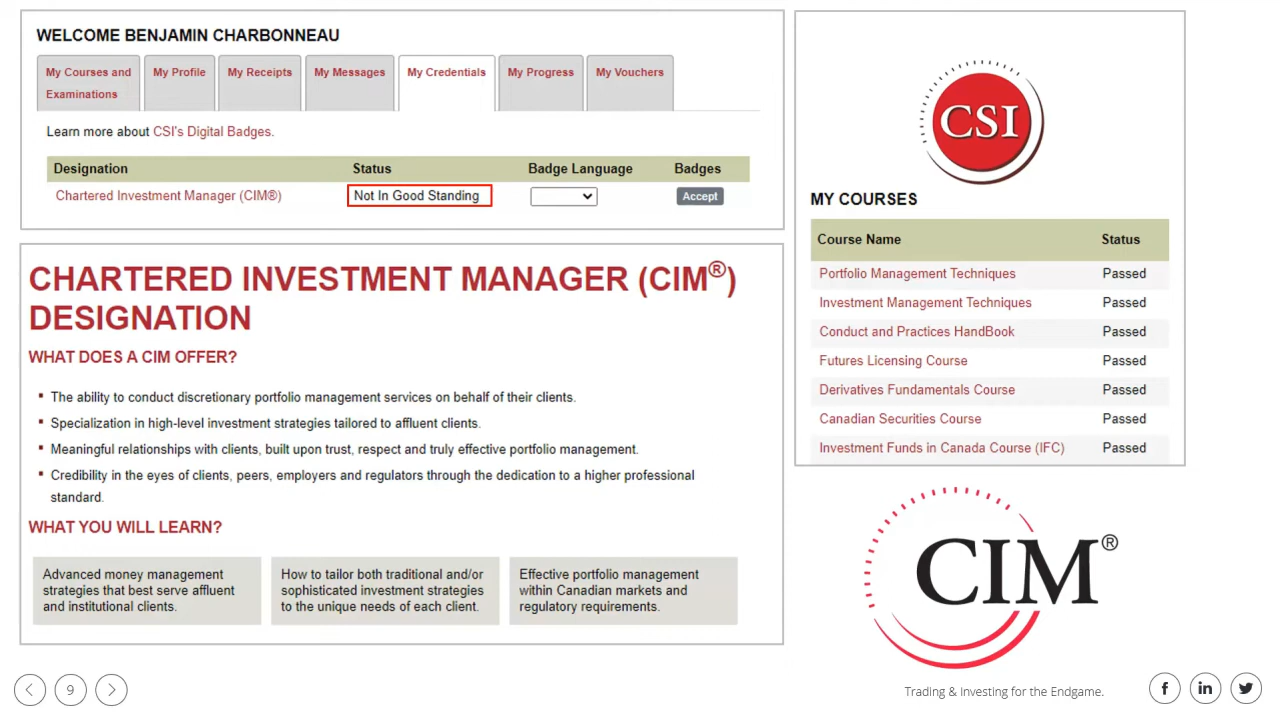 WELCOME BENJAMIN CHARBONNEAU
My Courses and Examinations
My Profile
My Receipts
My Messages
My Credentials
My Progress
My Vouchers
Learn more about CSI's Digital Badges.
Designation Status Badge Language Badges
Chartered Investment Manager (CIM®) Not In Good Standing Accept
CHARTERED INVESTMENT MANAGER (CIM®)
DESIGNATION
WHAT DOES A CIM OFFER?
▪ The ability to conduct discretionary portfolio management services on behalf of their clients.
▪ Specialization in high-level investment strategies tailored to affluent clients.
▪ Meaningful relationships with clients, built upon trust, respect and truly effective portfolio management.
▪ Credibility in the eyes of clients, peers, employers and regulators through the dedication to a higher professional
standard.
WHAT YOU WILL LEARN?
Advanced money management
strategies that best serve affluent
and institutional clients.
How to tailor both traditional and/or
sophisticated investment strategies
to the unique needs of each client.
Effective portfolio management
within Canadian markets and
regulatory requirements.
CSI
MY COURSES
Course Name Status
Portfolio Management Techniques Passed
Investment Management Techniques Passed
Conduct and Practices HandBook Passed
Futures Licensing Course Passed
Derivatives Fundamentals Course Passed
Canadian Securities Course Passed
Investment Funds in Canada Course (IFC) Passed
CIM®
9
Trading & Investing for the Endgame.
f in